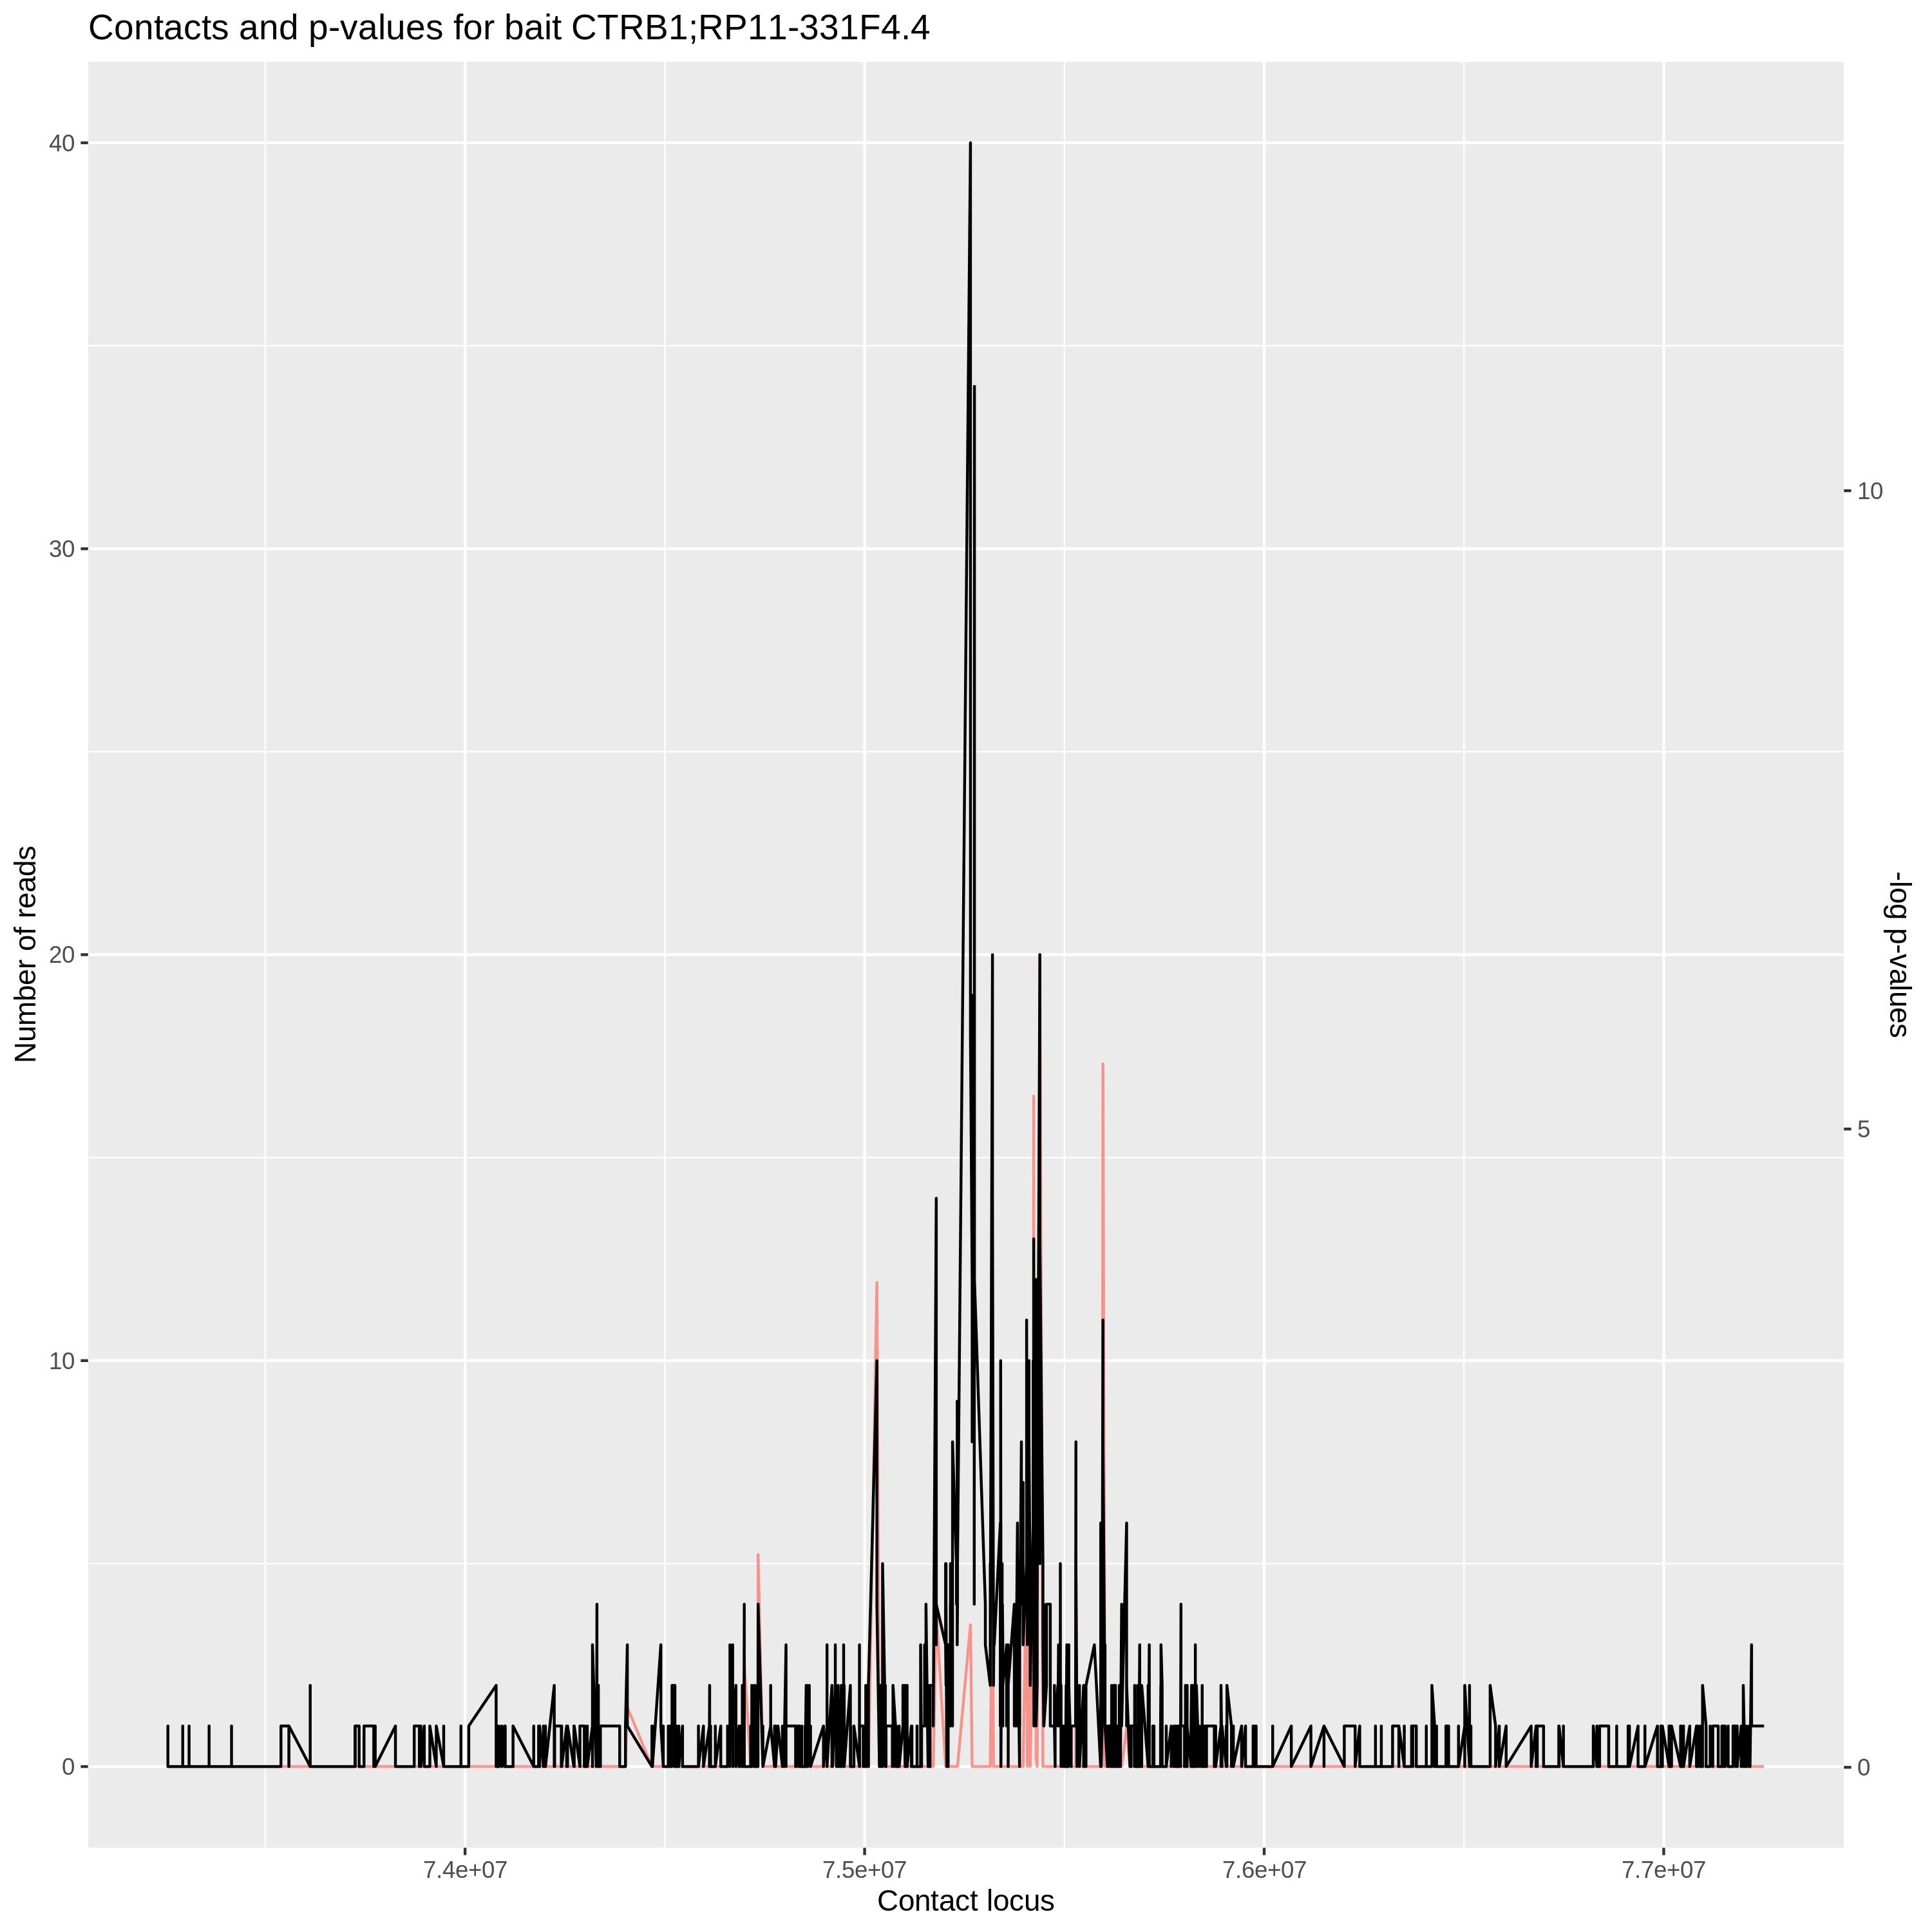 Contacts and p-values for bait CTRB1;RP11-331F4.4
40
30
20
10
0
Number of reads
10
5
0
-log p-values
7.4e+07
7.5e+07
7.6e+07
7.7e+07
Contact locus